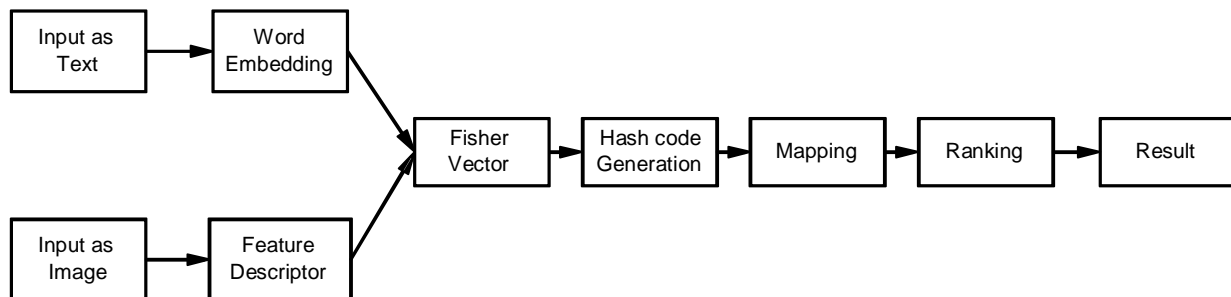 Input as
Text
Word
Embedding
Fisher
Vector
Hash code
Generation
Mapping
Ranking
Result
Input as
Image
Feature
Descriptor